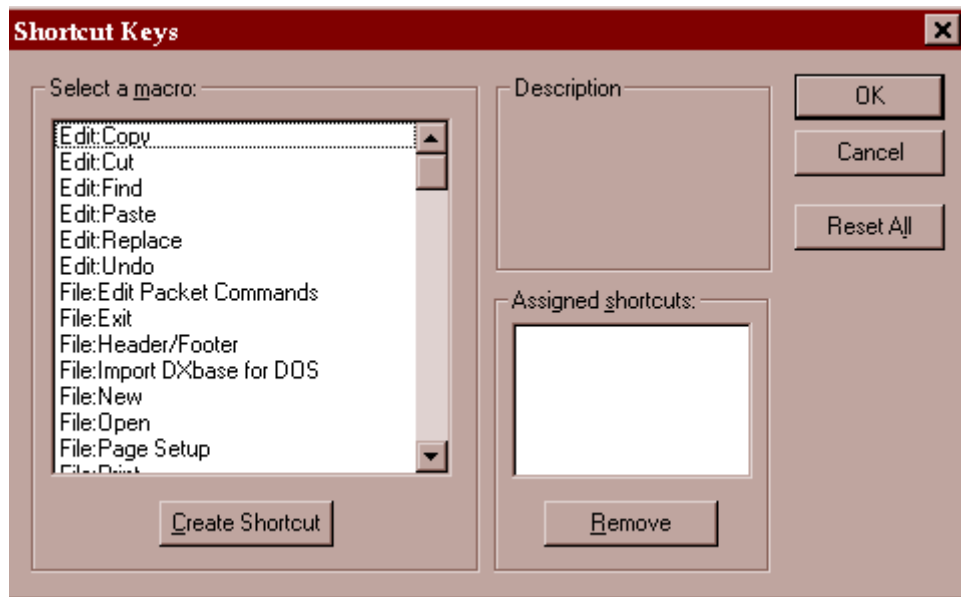 Shortcut Keys
Select a macro:
Edit:Copy
Edit:Cut
Edit:Find
Edit:Paste
Edit:Replace
Edit:Undo
File:Edit Packet Commands
File:Exit
File:Header/Footer
File:Import DXbase for DOS
File:New
File:Open
File:Page Setup
File:Print
Create Shortcut
Description
Assigned shortcuts:
Remove
OK
Cancel
Reset All